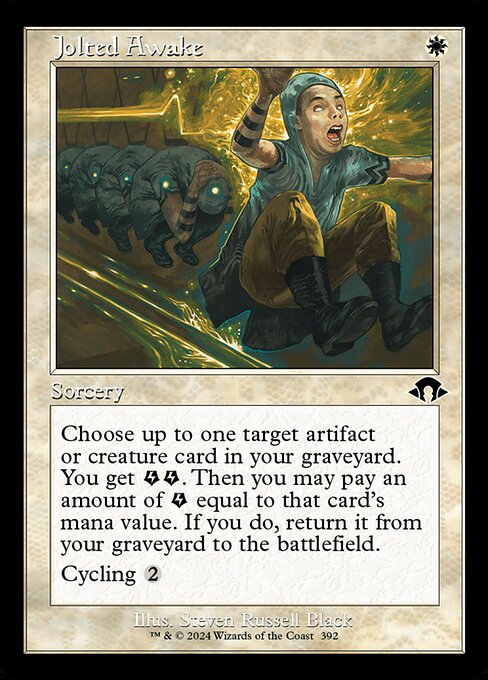 Jolted Awake
Sorcery
Choose up to one target artifact
or creature card in your graveyard.
You get. Then you may pay an
amount of equal to that card's
mana value. If you do, return it from
your graveyard to the battlefield.
Cycling 2
Illus. Steven Russell Black
™ & © 2024 Wizards of the Coast 392